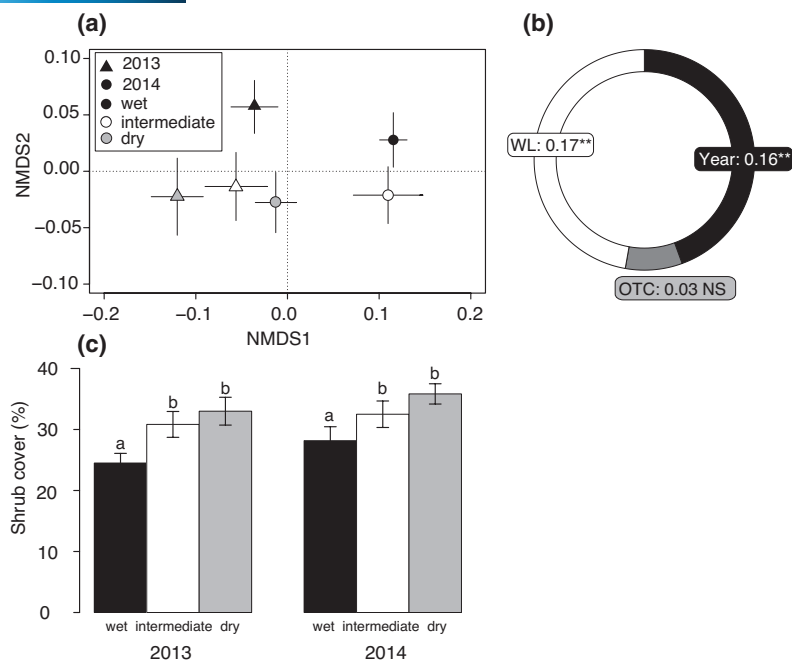 (a)
0.10
0.05
0.00
−0.05
−0.10
NMDS2
2013
2014
wet
intermediate
dry
−0.2
−0.1
0.0
0.1
0.2
NMDS1
(b)
WL: 0.17**
Year: 0.16**
OTC: 0.03 NS
(c)
40
30
20
10
0
Shrub cover (%)
a
b
b
a
b
b
wet intermediate dry
wet intermediate dry
2013
2014